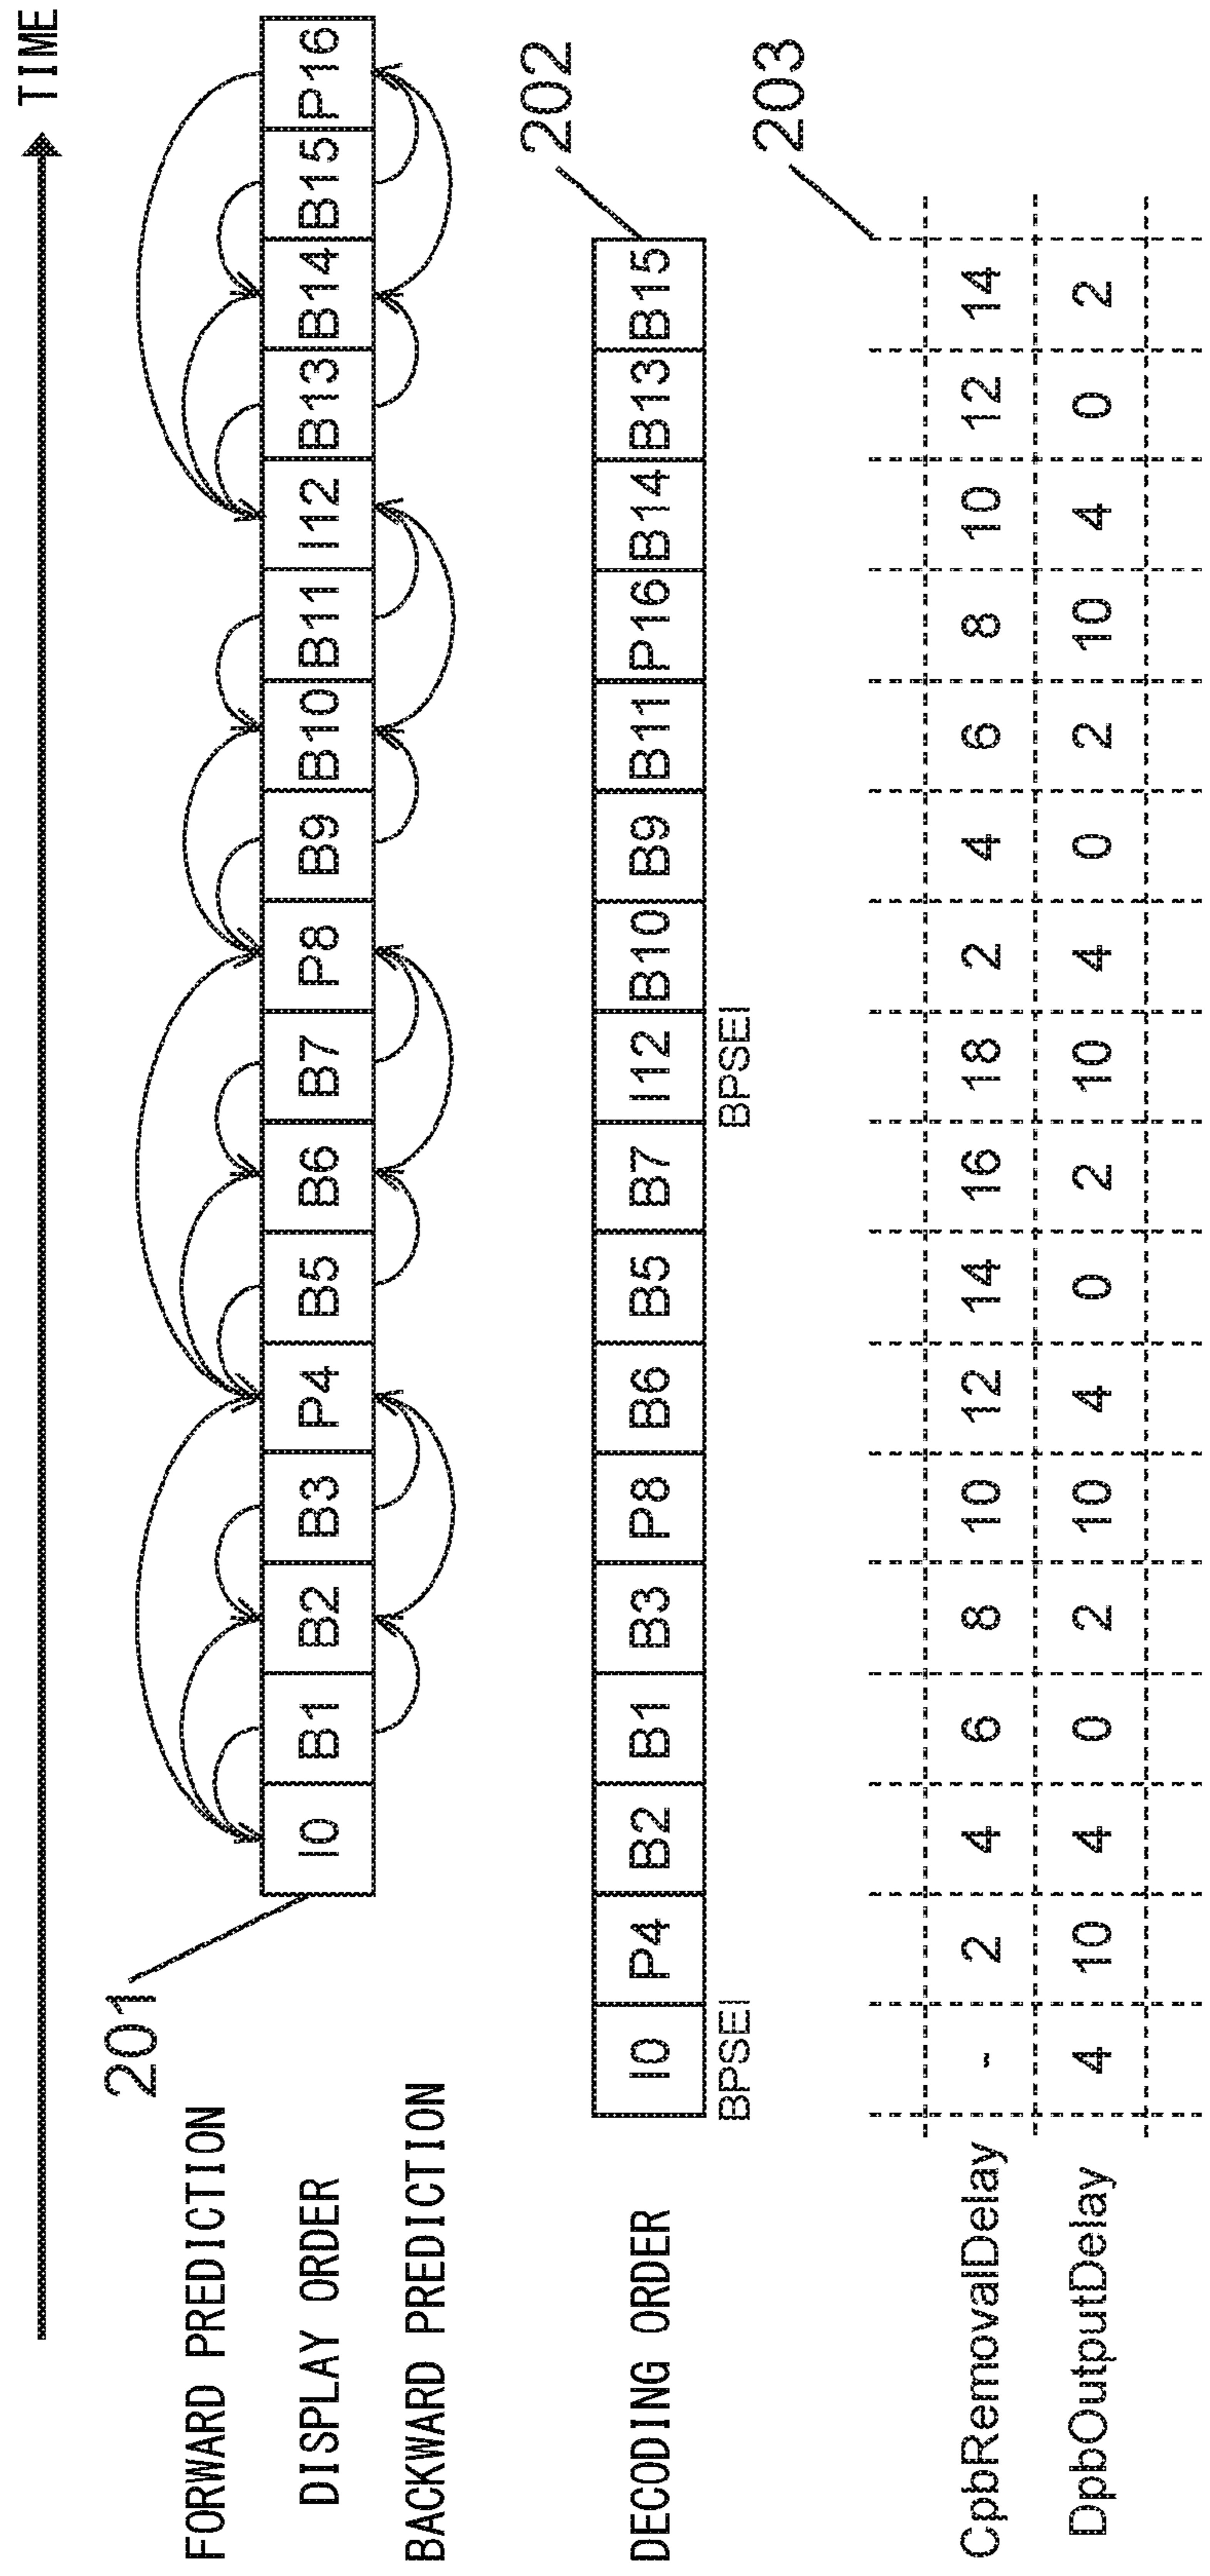 TIME
201
FORWARD PREDICTION
DISPLAY ORDER I0 B1 B2 B3 P4 B5 B6 B7 P8 B9 B10 B11 I12 B13 B14 B15 P16
BACKWARD PREDICTION
202
DECODING ORDER I0 P4 B2 B1 B3 P8 B6 B5 B7 I12 B10 B9 B11 P16 B14 B13 B15
BPSEI BPSEI
203
CpbRemovalDelay - 2 4 6 8 10 12 14 16 18 2 4 6 8 10 12 14
DpbOutputDelay 4 10 4 0 2 10 4 0 2 10 4 0 2 10 4 0 2